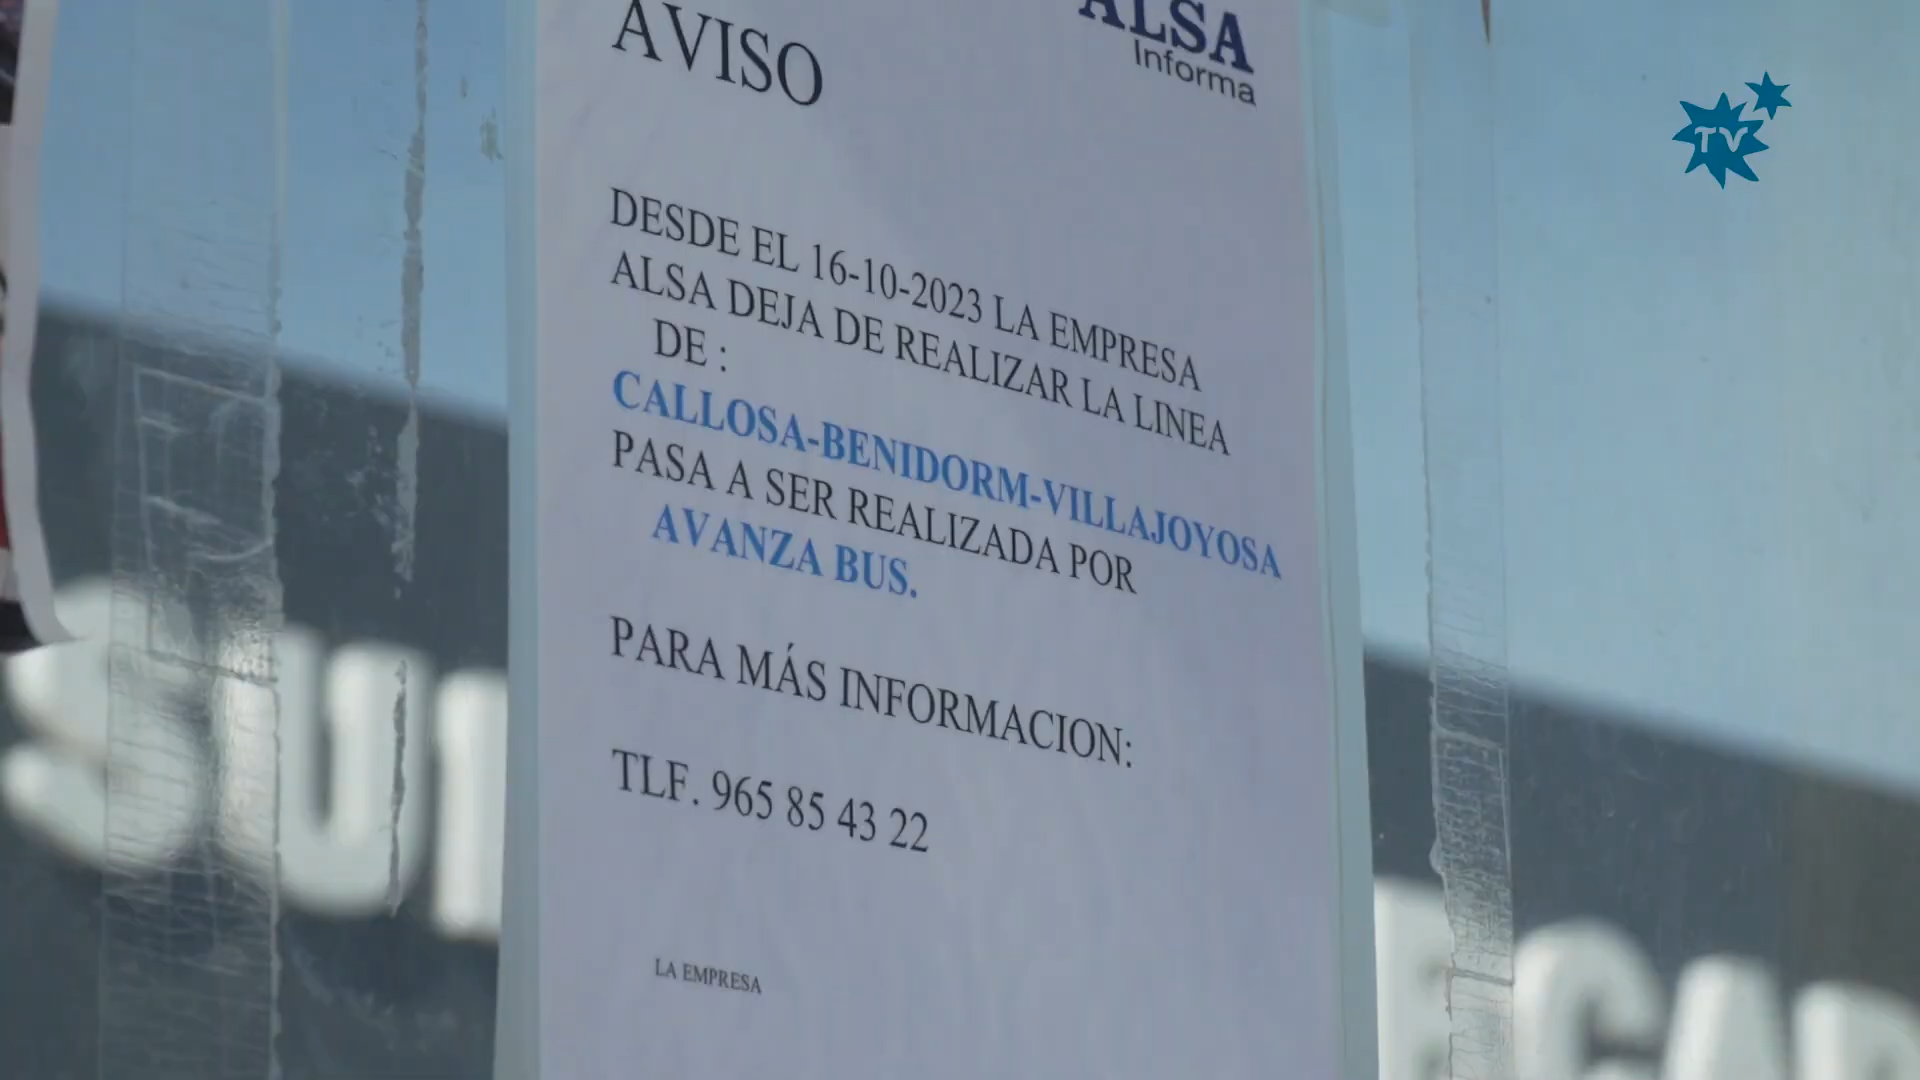 AVISO
ALSA
Informa
TV
DESDE EL 16-10-2023 LA EMPRESA
ALSA DEJA DE REALIZAR LA LINEA
DE :
CALLOSA-BENIDORM-VILLAJOYOSA
PASA A SER REALIZADA POR
AVANZA BUS.
PARA MÁS INFORMACION:
TLF. 965 85 43 22
LA EMPRESA